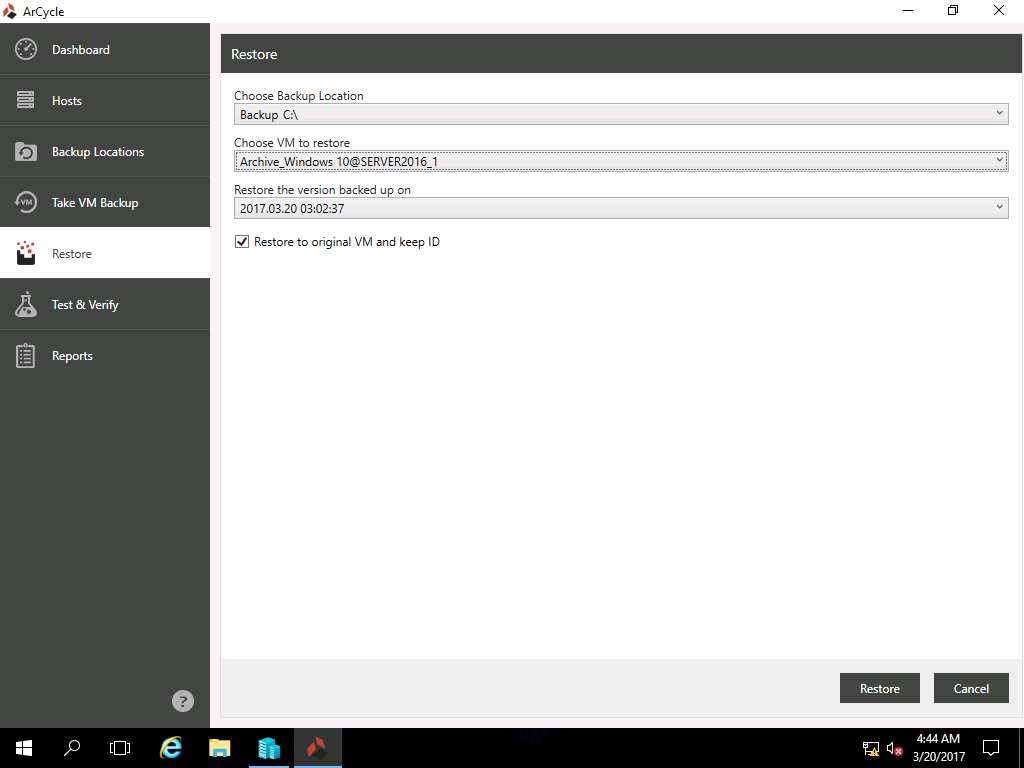 ArCycle
Dashboard
Hosts
Backup Locations
Take VM Backup
Restore
Test & Verify
Reports
?
Restore
Choose Backup Location
Backup C:\
Choose VM to restore
Archive_Windows 10@SERVER2016_1
Restore the version backed up on
2017.03.20 03:02:37
Restore to original VM and keep ID
Restore
Cancel
4:44 AM
3/20/2017